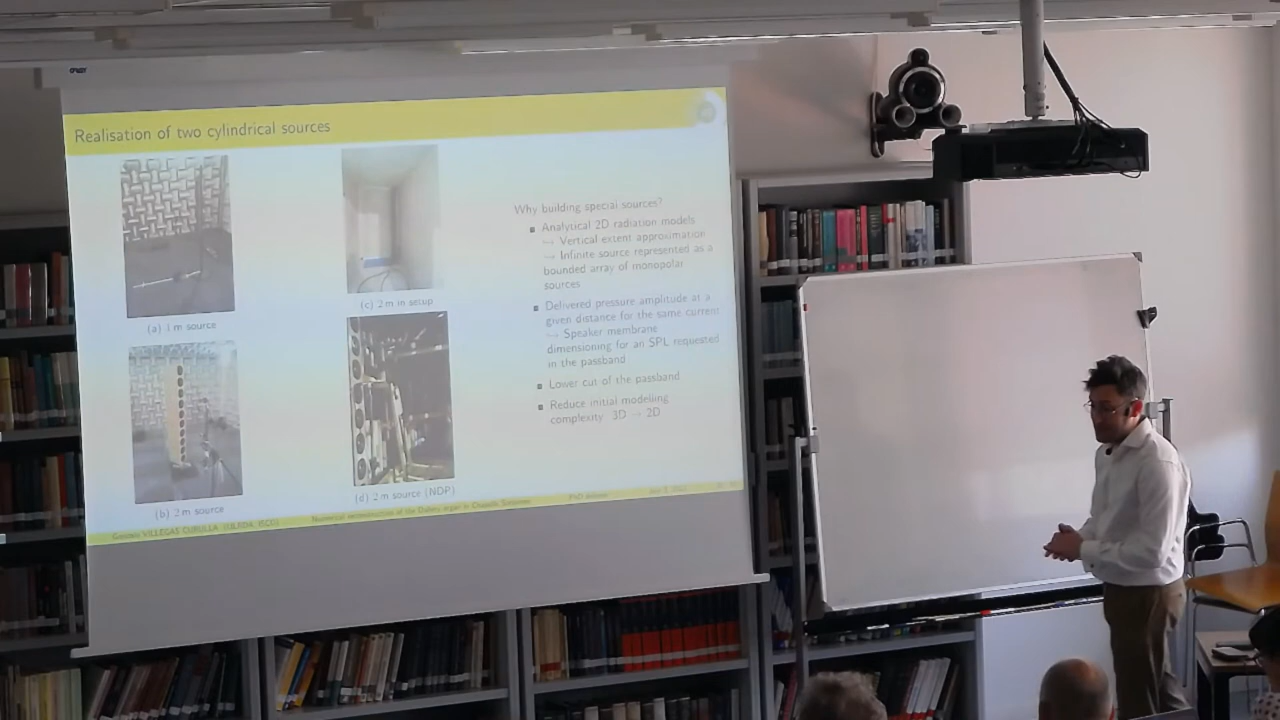 Realisation of two cylindrical sources
(a) 1 m source
(c) 2 m in setup
(b) 2 m source
(d) 2 m source (NDP)
Why building special sources?
Analytical 2D radiation models
→ Vertical extent approximation
→ Infinite source represented as a
bounded array of monopolar
sources
Delivered pressure amplitude at a
given distance for the same current
→ Speaker membrane
dimensioning for an SPL requested
in the passband
Lower cut of the passband
Reduce initial modelling
complexity 3D → 2D
VILLEGAS CURULLA
PhD defense